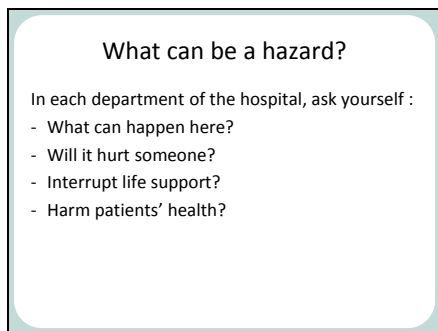 What can be a hazard?
In each department of the hospital, ask yourself :
- What can happen here?
- Will it hurt someone?
- Interrupt life support?
- Harm patients’ health?